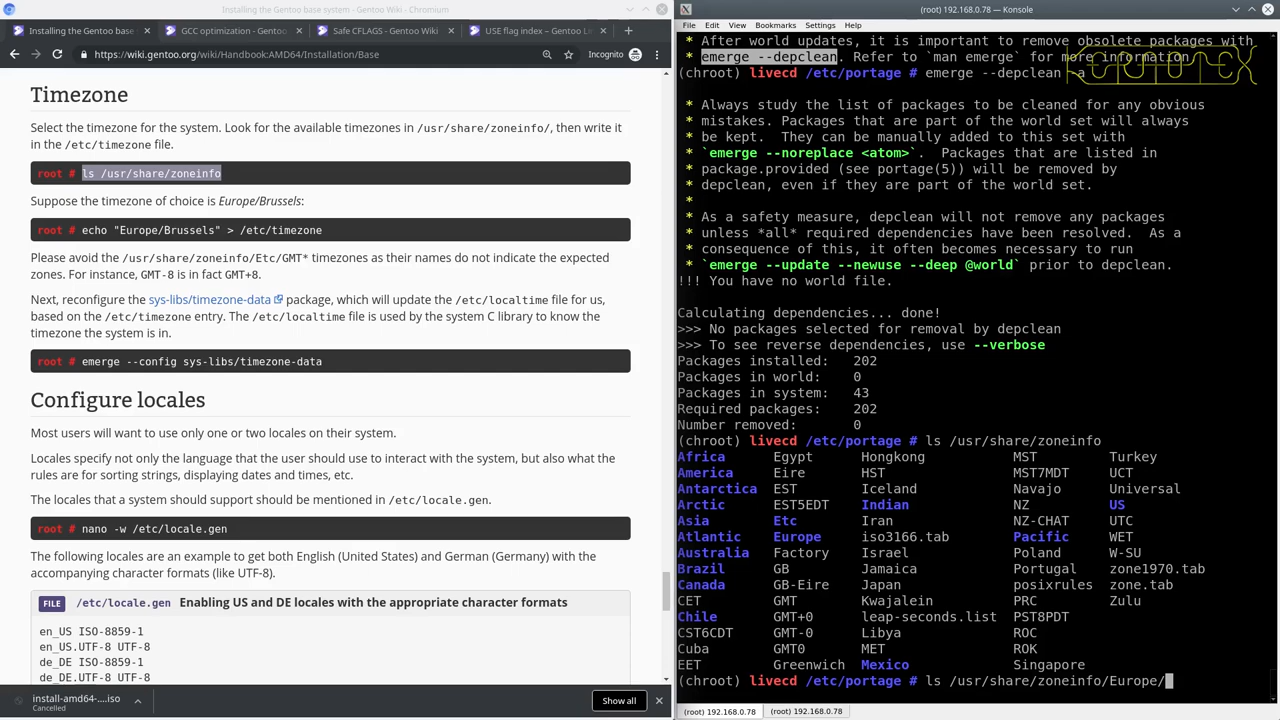 Installing the Gentoo base system - Gentoo Wiki - Chromium
Installing the Gentoo base
GCC optimization - Gentoo
Safe CFLAGS - Gentoo Wiki
USE flag index – Gentoo Li
https://wiki.gentoo.org/wiki/Handbook:AMD64/Installation/Base
Incognito
Timezone
Select the timezone for the system. Look for the available timezones in /usr/share/zoneinfo/, then write it
in the /etc/timezone file.
root # ls /usr/share/zoneinfo
Suppose the timezone of choice is Europe/Brussels:
root # echo "Europe/Brussels" > /etc/timezone
Please avoid the /usr/share/zoneinfo/Etc/GMT* timezones as their names do not indicate the expected
zones. For instance, GMT-8 is in fact GMT+8.
Next, reconfigure the sys-libs/timezone-data package, which will update the /etc/localtime file for us,
based on the /etc/timezone entry. The /etc/localtime file is used by the system C library to know the
timezone the system is in.
root # emerge --config sys-libs/timezone-data
Configure locales
Most users will want to use only one or two locales on their system.
Locales specify not only the language that the user should use to interact with the system, but also what the
rules are for sorting strings, displaying dates and times, etc.
The locales that a system should support should be mentioned in /etc/locale.gen.
root # nano -w /etc/locale.gen
The following locales are an example to get both English (United States) and German (Germany) with the
accompanying character formats (like UTF-8).
FILE /etc/locale.gen Enabling US and DE locales with the appropriate character formats
en_US ISO-8859-1
en_US.UTF-8 UTF-8
de_DE ISO-8859-1
de_DE.UTF-8 UTF-8
install-amd64-....iso
Cancelled
Show all
(root) 192.168.0.78 — Konsole
File Edit View Bookmarks Settings Help
* After world updates, it is important to remove obsolete packages with
* emerge --depclean. Refer to `man emerge` for more information.
(chroot) livecd /etc/portage # emerge --depclean -a
* Always study the list of packages to be cleaned for any obvious
* mistakes. Packages that are part of the world set will always
* be kept. They can be manually added to this set with
* `emerge --noreplace <atom>`. Packages that are listed in
* package.provided (see portage(5)) will be removed by
* depclean, even if they are part of the world set.
*
* As a safety measure, depclean will not remove any packages
* unless *all* required dependencies have been resolved. As a
* consequence of this, it often becomes necessary to run
* `emerge --update --newuse --deep @world` prior to depclean.
!!! You have no world file.
Calculating dependencies... done!
>>> No packages selected for removal by depclean
>>> To see reverse dependencies, use --verbose
Packages installed: 202
Packages in world: 0
Packages in system: 43
Required packages: 202
Number removed: 0
(chroot) livecd /etc/portage # ls /usr/share/zoneinfo
Africa Egypt Hongkong MST Turkey
America Eire HST MST7MDT UCT
Antarctica EST Iceland Navajo Universal
Arctic EST5EDT Indian NZ US
Asia Etc Iran NZ-CHAT UTC
Atlantic Europe iso3166.tab Pacific WET
Australia Factory Israel Poland W-SU
Brazil GB Jamaica Portugal zone1970.tab
Canada GB-Eire Japan posixrules zone.tab
CET GMT Kwajalein PRC Zulu
Chile GMT+0 leap-seconds.list PST8PDT
CST6CDT GMT-0 Libya ROC
Cuba GMT0 MET ROK
EET Greenwich Mexico Singapore
(chroot) livecd /etc/portage # ls /usr/share/zoneinfo/Europe/
(root) 192.168.0.78
(root) 192.168.0.78